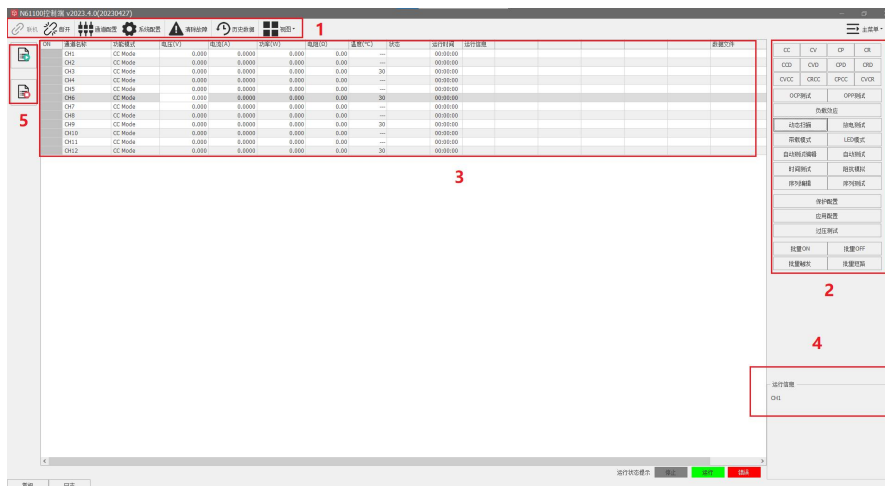 N61100控制端 v2023.4.0(20230427)
联机 断开 通道配置 系统配置 清除故障 历史数据 视图 主菜单
1
ON 通道名称 功能模式 电压(V) 电流(A) 功率(W) 电阻(Ω) 温度(℃) 状态 运行时间 运行信息 数据文件
CH1 CC Mode 0.000 0.0000 0.000 0.00 --- 00:00:00
CH2 CC Mode 0.000 0.0000 0.000 0.00 --- 00:00:00
CH3 CC Mode 0.000 0.0000 0.000 0.00 30 00:00:00
CH4 CC Mode 0.000 0.0000 0.000 0.00 --- 00:00:00
CH5 CC Mode 0.000 0.0000 0.000 0.00 --- 00:00:00
CH6 CC Mode 0.000 0.0000 0.000 0.00 30 00:00:00
CH7 CC Mode 0.000 0.0000 0.000 0.00 --- 00:00:00
CH8 CC Mode 0.000 0.0000 0.000 0.00 --- 00:00:00
CH9 CC Mode 0.000 0.0000 0.000 0.00 30 00:00:00
CH10 CC Mode 0.000 0.0000 0.000 0.00 --- 00:00:00
CH11 CC Mode 0.000 0.0000 0.000 0.00 --- 00:00:00
CH12 CC Mode 0.000 0.0000 0.000 0.00 30 00:00:00
5
3
CC CV CP CR
CCD CVD CPD CRD
CVCC CRCC CPCC CVCR
OCP测试 OPP测试
负载效应
动态扫描 放电测试
带载模式 LED模式
自动测试编辑 自动测试
时间测试 阻抗模拟
序列编辑 序列测试
保护配置
应用配置
过压测试
批量ON 批量OFF
批量触发 批量短路
2
4
运行信息
CH1
运行状态提示 停止 运行 错误
日志